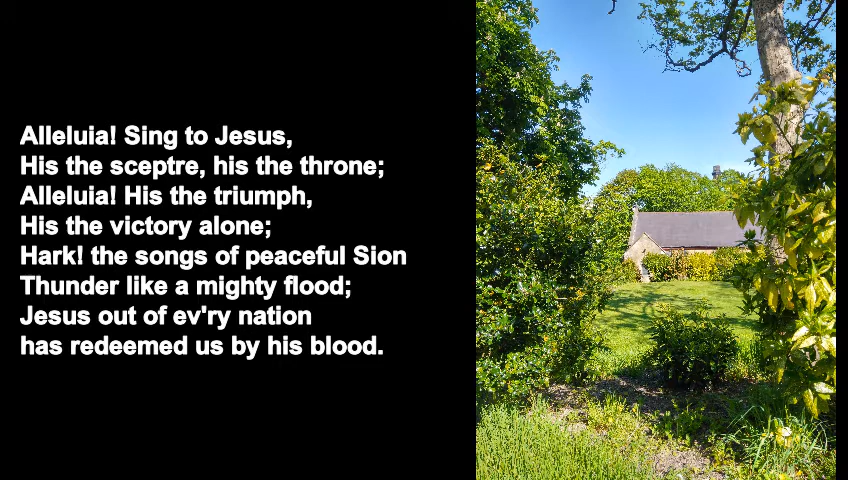 Alleluia! Sing to Jesus,
His the sceptre, his the throne;
Alleluia! His the triumph,
His the victory alone;
Hark! the songs of peaceful Sion
Thunder like a mighty flood;
Jesus out of ev'ry nation
has redeemed us by his blood.